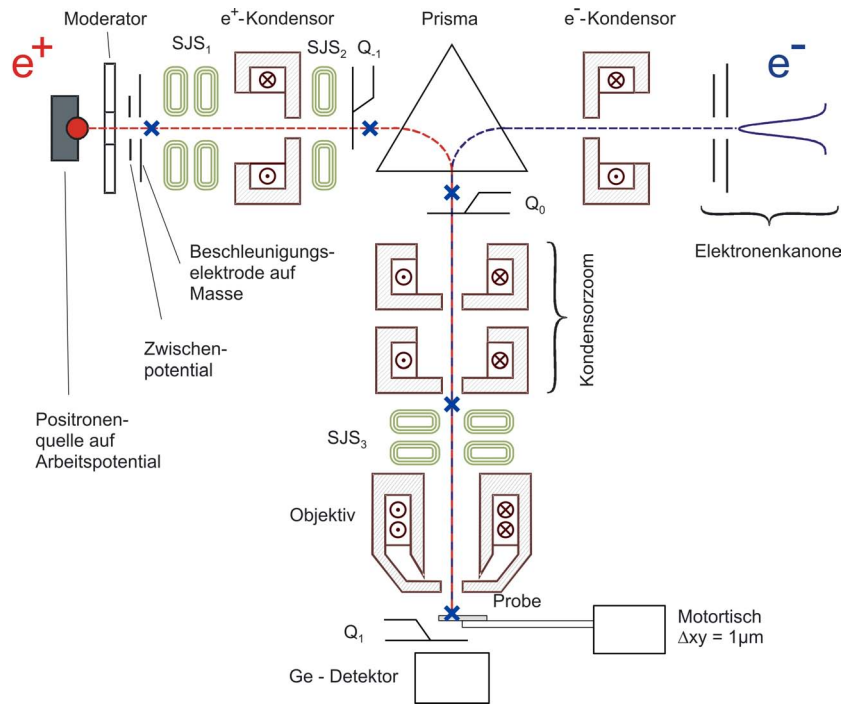 e⁺-Kondensor
Prisma
e⁻-Kondensor
Moderator
SJS₁
SJS₂
Q₋₁
e⁺
e⁻
Q₀
Beschleunigungs-
elektrode auf
Masse
Elektronenkanone
Zwischen-
potential
Kondensorzoom
Positronen-
quelle auf
Arbeitspotential
SJS₃
Objektiv
Probe
Q₁
Motortisch
Δxy = 1µm
Ge - Detektor